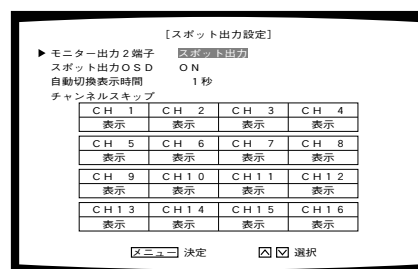 [スポット出力設定]
▶ モニター出力2端子 スポット出力
スポット出力OSD ON
自動切換表示時間 1秒
チャンネルスキップ
CH 1 CH 2 CH 3 CH 4
表示 表示 表示 表示
CH 5 CH 6 CH 7 CH 8
表示 表示 表示 表示
CH 9 CH10 CH11 CH12
表示 表示 表示 表示
CH13 CH14 CH15 CH16
表示 表示 表示 表示
メニュー 決定 選択